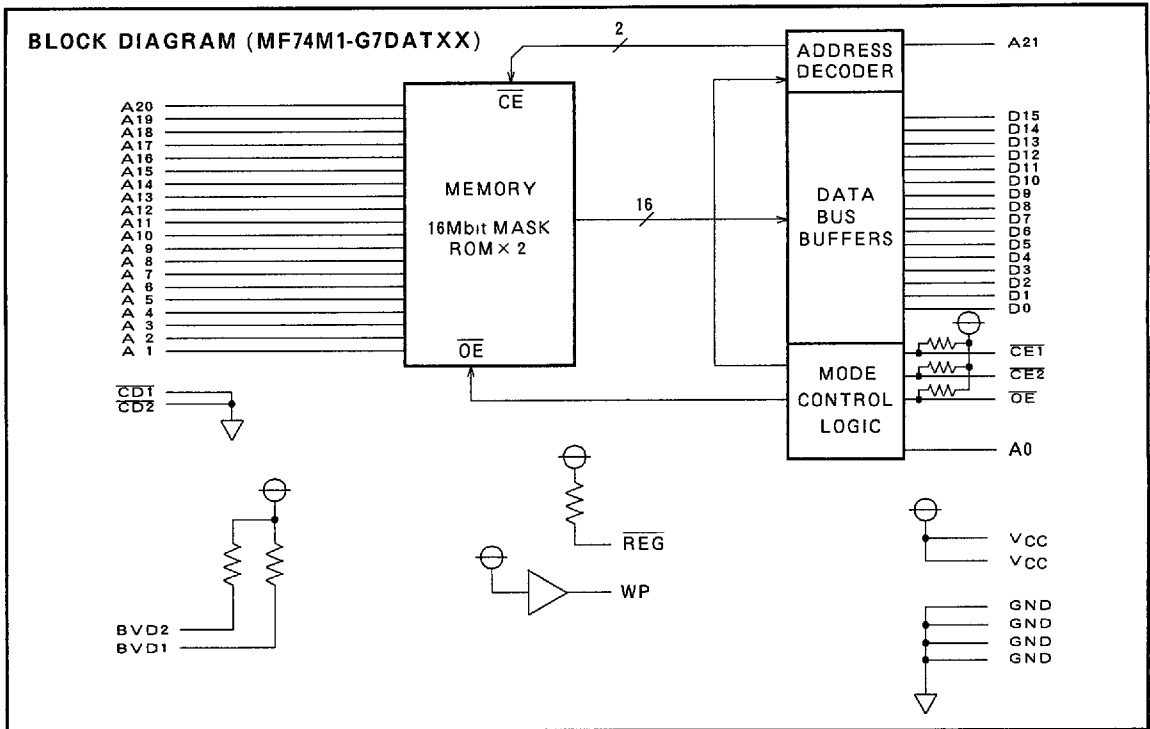 BLOCK DIAGRAM (MF74M1-G7DATXX)
2
ADDRESS
DECODER
A21
CE
A20
A19
A18
A17
A16
A15
A14
A13
A12
A11
A10
A 9
A 8
A 7
A 6
A 5
A 4
A 3
A 2
A 1
MEMORY
16Mbit MASK
ROM×2
OE
16
DATA
BUS
BUFFERS
D15
D14
D13
D12
D11
D10
D9
D8
D7
D6
D5
D4
D3
D2
D1
D0
MODE
CONTROL
LOGIC
CE1
CE2
OE
A0
CD1
CD2
REG
WP
BVD2
BVD1
VCC
VCC
GND
GND
GND
GND